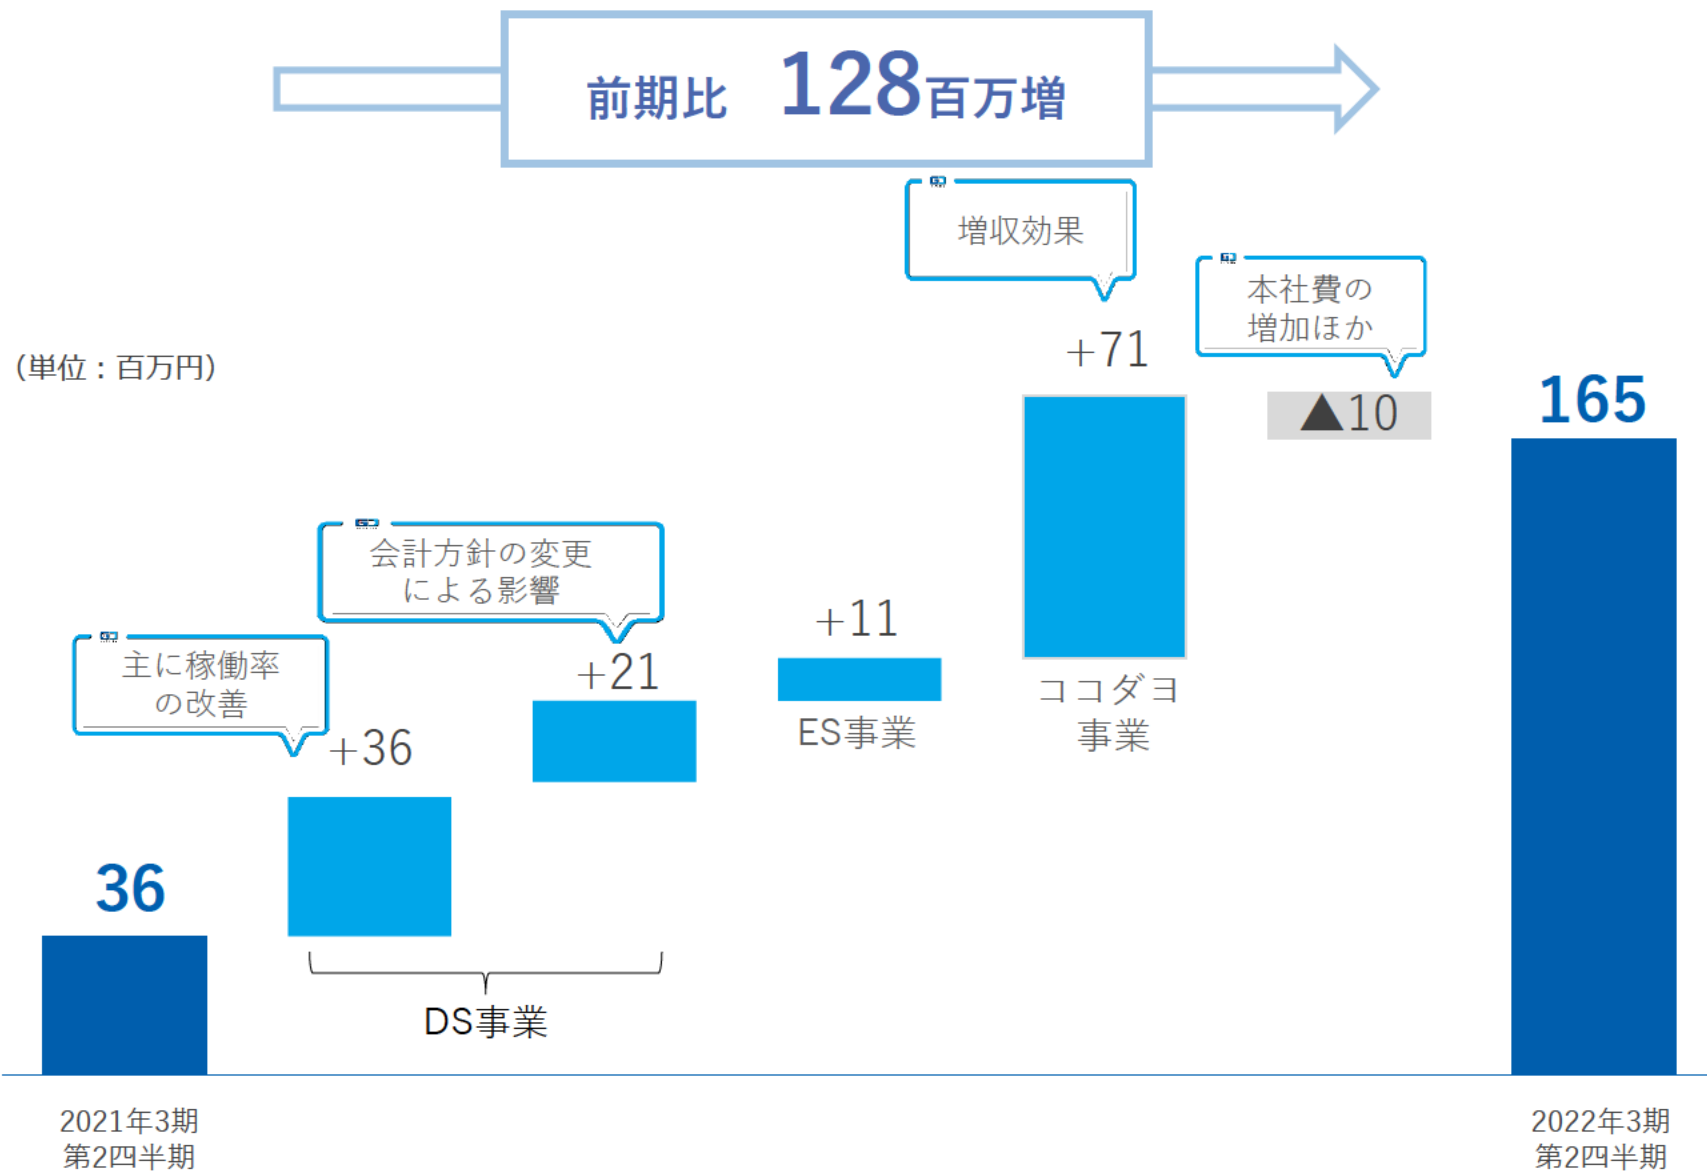 前期比 128百万増
増収効果
本社費の
増加ほか
+71
(単位：百万円)
▲10
165
会計方針の変更
による影響
+11
主に稼働率
の改善
+21
ココダヨ
事業
ES事業
+36
36
DS事業
2021年3期
第2四半期
2022年3期
第2四半期